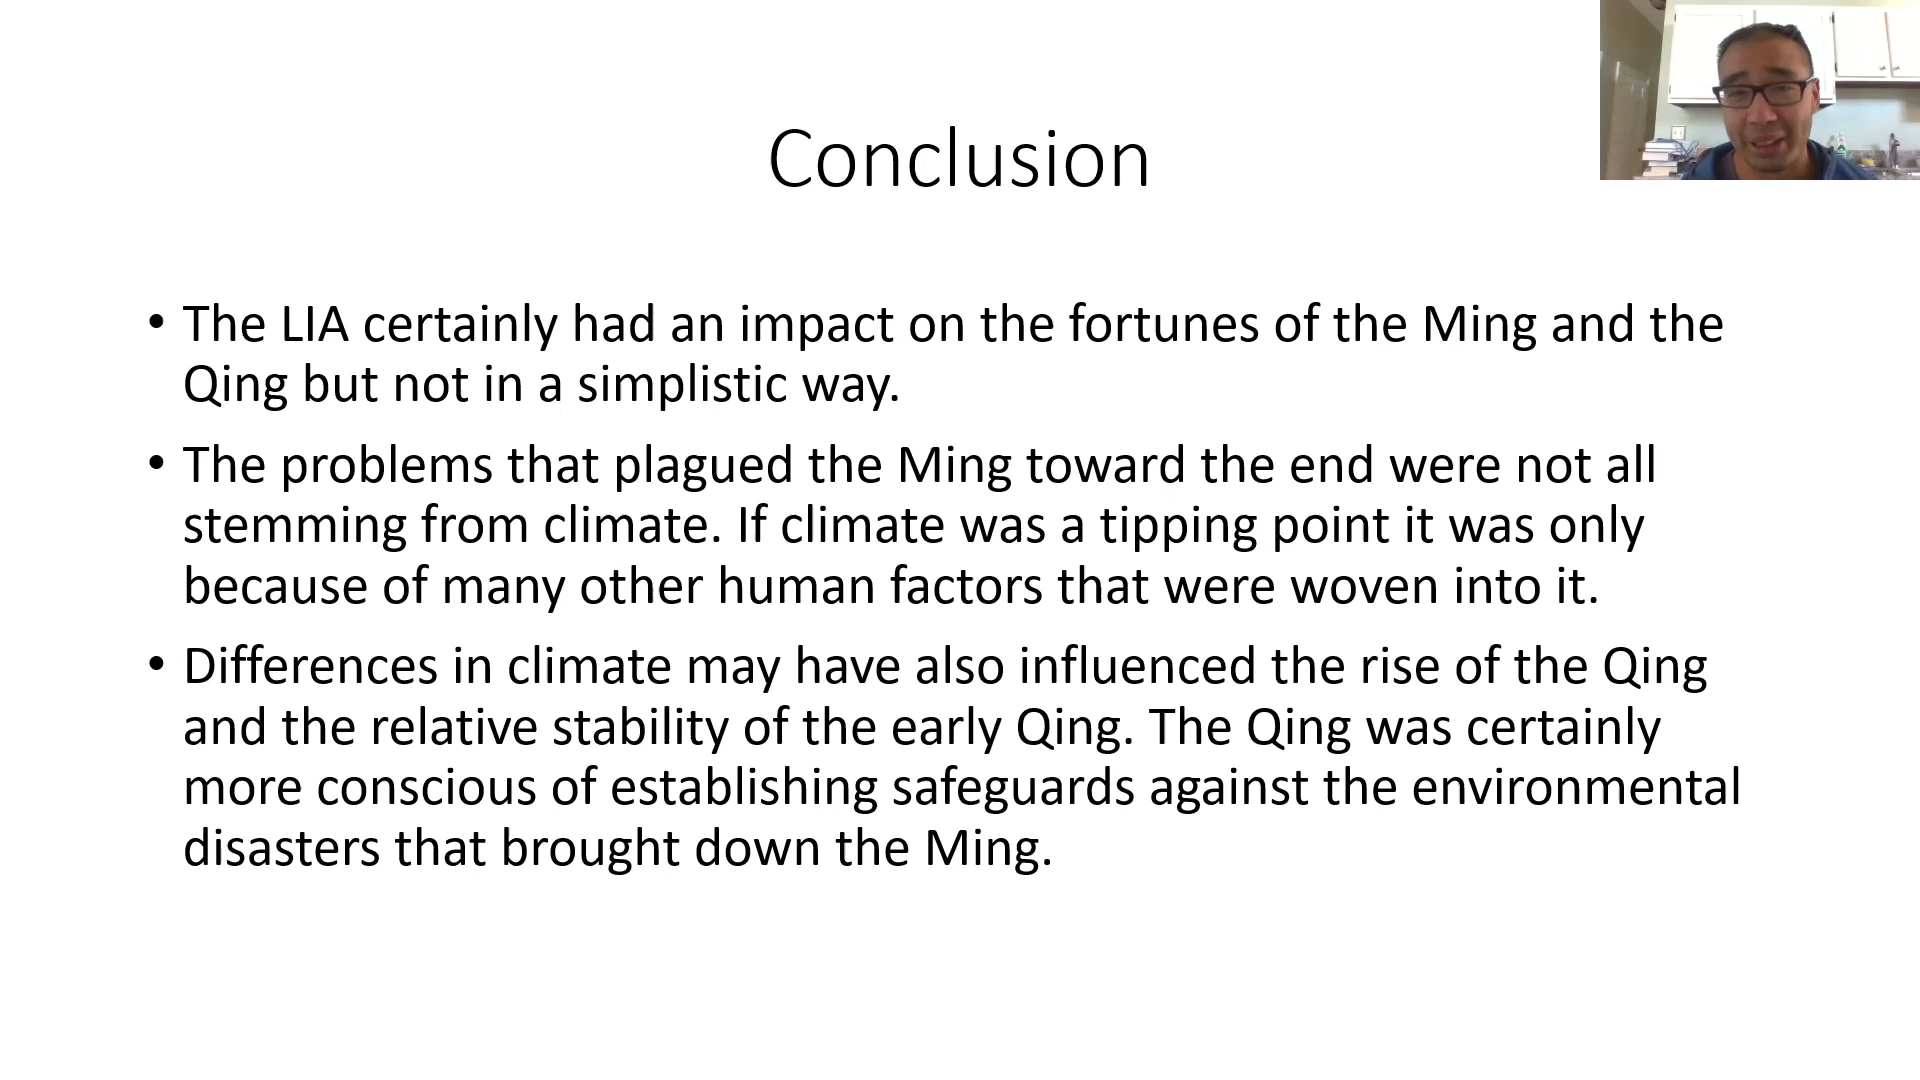 Conclusion
• The LIA certainly had an impact on the fortunes of the Ming and the
Qing but not in a simplistic way.
• The problems that plagued the Ming toward the end were not all
stemming from climate. If climate was a tipping point it was only
because of many other human factors that were woven into it.
• Differences in climate may have also influenced the rise of the Qing
and the relative stability of the early Qing. The Qing was certainly
more conscious of establishing safeguards against the environmental
disasters that brought down the Ming.